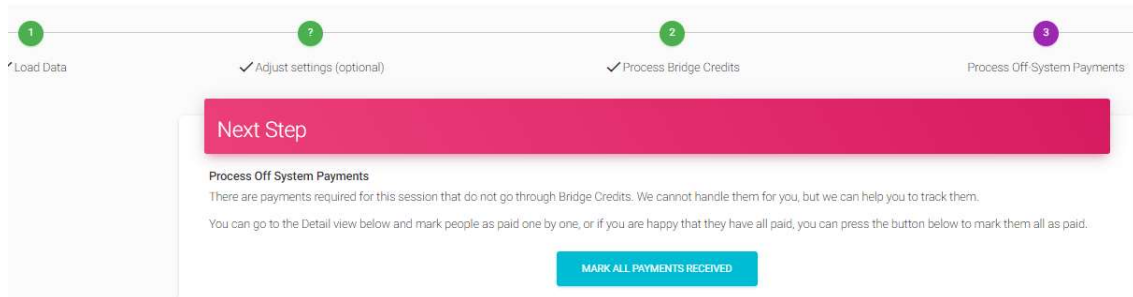 1 ? 2 3
Load Data ✓ Adjust settings (optional) ✓ Process Bridge Credits Process Off-System Payments
Next Step
Process Off System Payments
There are payments required for this session that do not go through Bridge Credits. We cannot handle them for you, but we can help you to track them.
You can go to the Detail view below and mark people as paid one by one, or if you are happy that they have all paid, you can press the button below to mark them all as paid.
MARK ALL PAYMENTS RECEIVED